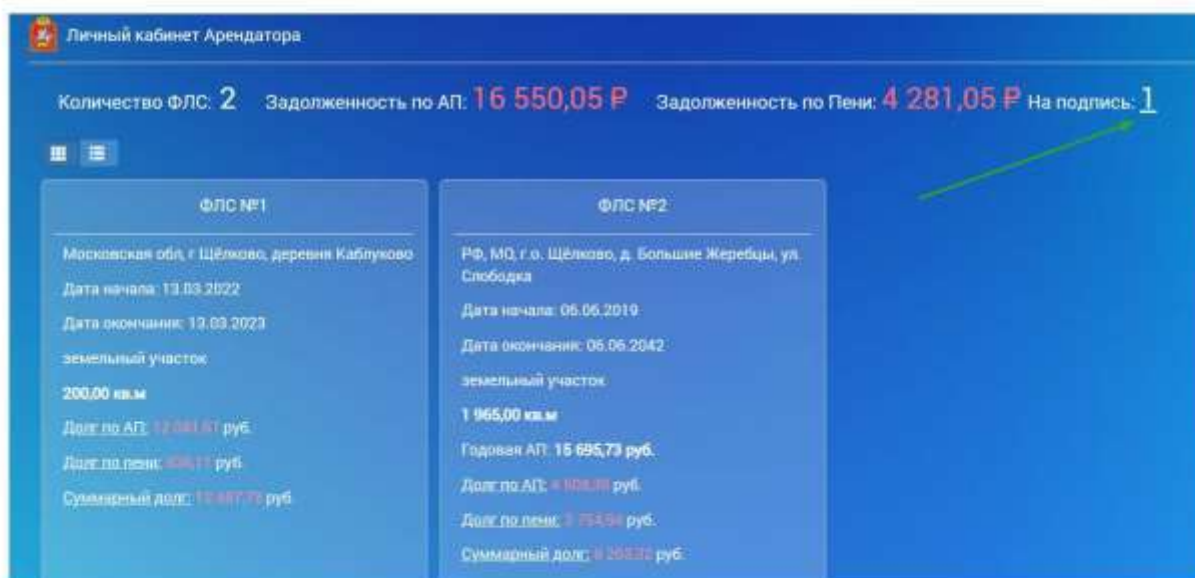 Личный кабинет Арендатора
Количество ФЛС: 2 Задолженность по АП: 16 550,05 ₽ Задолженность по Пени: 4 281,05 ₽ На подпись: 1
ФЛС №1
Московская обл, г Щёлково, деревня Каблуково
Дата начала: 13.03.2022
Дата окончания: 13.03.2023
земельный участок
200,00 кв.м
Долг по АП: руб.
Долг по пени: руб.
Суммарный долг: руб.
ФЛС №2
РФ, МО, г.о. Щёлково, д. Большие Жеребцы, ул.
Слободка
Дата начала: 06.06.2019
Дата окончания: 06.06.2042
земельный участок
1 965,00 кв.м
Годовая АП: 15 695,73 руб.
Долг по АП: руб.
Долг по пени: руб.
Суммарный долг: руб.